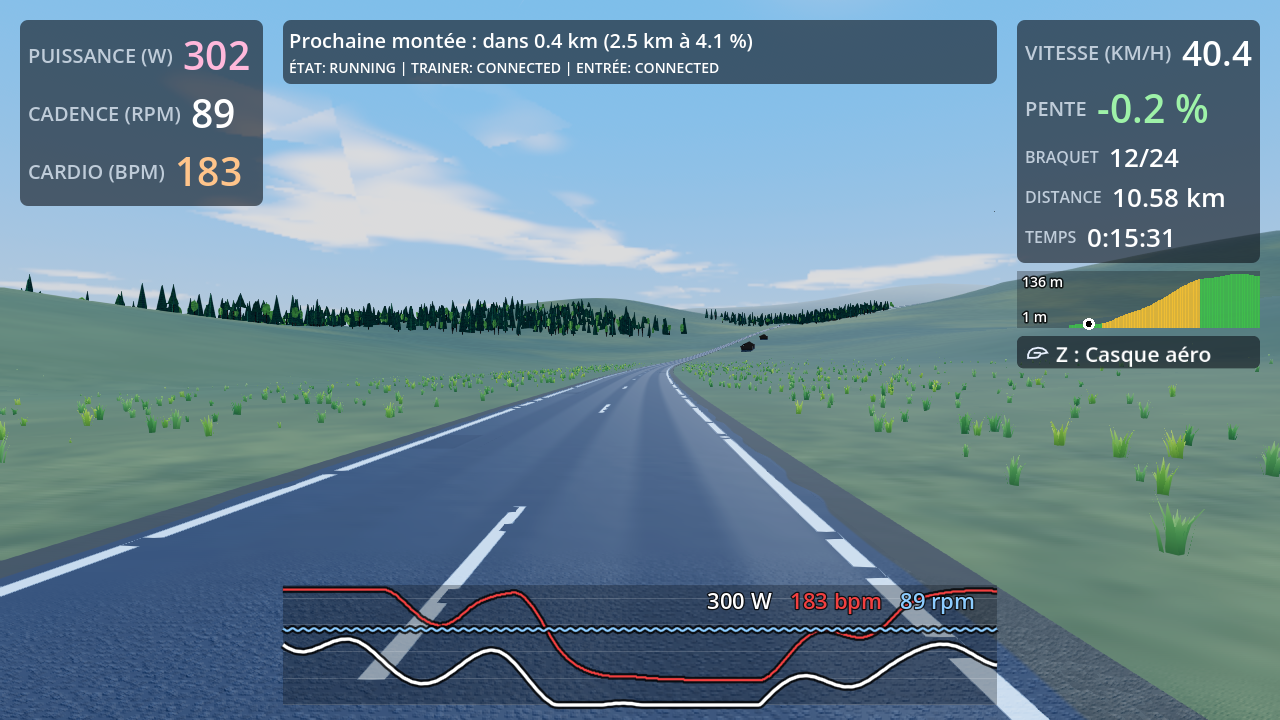 PUISSANCE (W) 302
CADENCE (RPM) 89
CARDIO (BPM) 183
Prochaine montée : dans 0.4 km (2.5 km à 4.1 %)
ÉTAT: RUNNING | TRAINER: CONNECTED | ENTRÉE: CONNECTED
VITESSE (KM/H) 40.4
PENTE -0.2 %
BRAQUET 12/24
DISTANCE 10.58 km
TEMPS 0:15:31
136 m
1 m
Z : Casque aéro
300 W 183 bpm 89 rpm